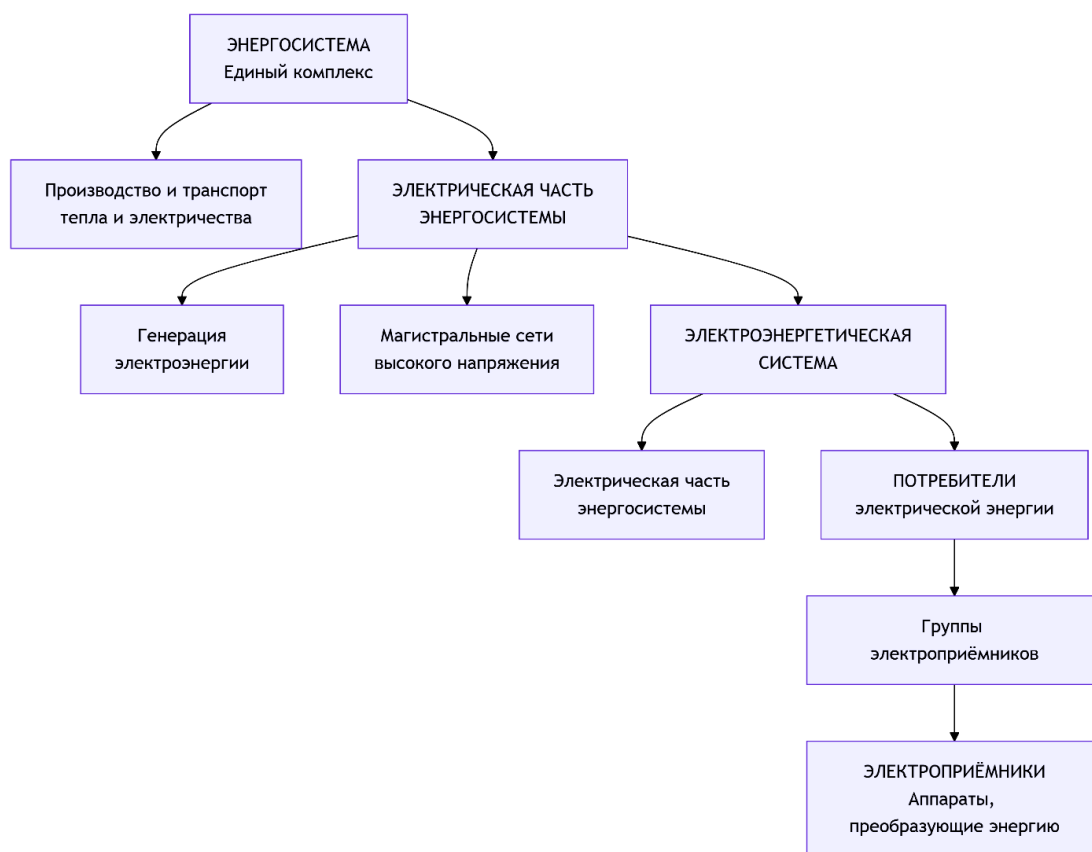 ЭНЕРГОСИСТЕМА
Единый комплекс
Производство и транспорт
тепла и электричества
ЭЛЕКТРИЧЕСКАЯ ЧАСТЬ
ЭНЕРГОСИСТЕМЫ
Генерация
электроэнергии
Магистральные сети
высокого напряжения
ЭЛЕКТРОЭНЕРГЕТИЧЕСКАЯ
СИСТЕМА
Электрическая часть
энергосистемы
ПОТРЕБИТЕЛИ
электрической энергии
Группы
электроприёмников
ЭЛЕКТРОПРИЁМНИКИ
Аппараты,
преобразующие энергию